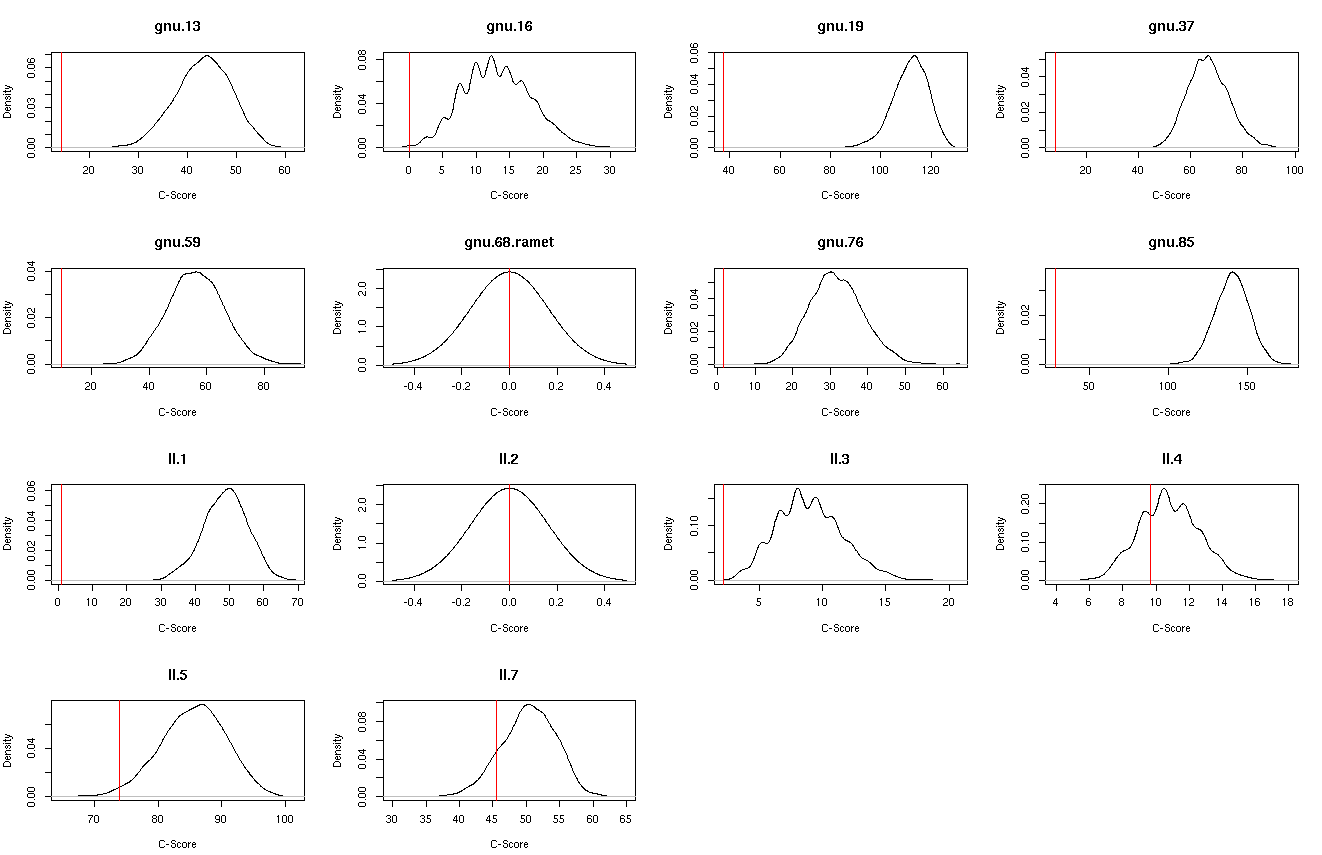 gnu.13 gnu.16 gnu.19 gnu.37
Density 0.00 0.03 0.06
20 30 40 50 60
C-Score
Density 0.00 0.04 0.08
0 5 10 15 20 25 30
C-Score
Density 0.00 0.02 0.04 0.06
40 60 80 100 120
C-Score
Density 0.00 0.02 0.04
20 40 60 80 100
C-Score
gnu.59 gnu.68.ramet gnu.76 gnu.85
Density 0.00 0.02 0.04
20 40 60 80
C-Score
Density 0.0 1.0 2.0
-0.4 -0.2 0.0 0.2 0.4
C-Score
Density 0.00 0.02 0.04
0 10 20 30 40 50 60
C-Score
Density 0.00 0.02
50 100 150
C-Score
ll.1 ll.2 ll.3 ll.4
Density 0.00 0.02 0.04 0.06
0 10 20 30 40 50 60 70
C-Score
Density 0.0 1.0 2.0
-0.4 -0.2 0.0 0.2 0.4
C-Score
Density 0.00 0.10
5 10 15 20
C-Score
Density 0.00 0.10 0.20
4 6 8 10 12 14 16 18
C-Score
ll.5 ll.7
Density 0.00 0.04
70 80 90 100
C-Score
Density 0.00 0.04 0.08
30 35 40 45 50 55 60 65
C-Score